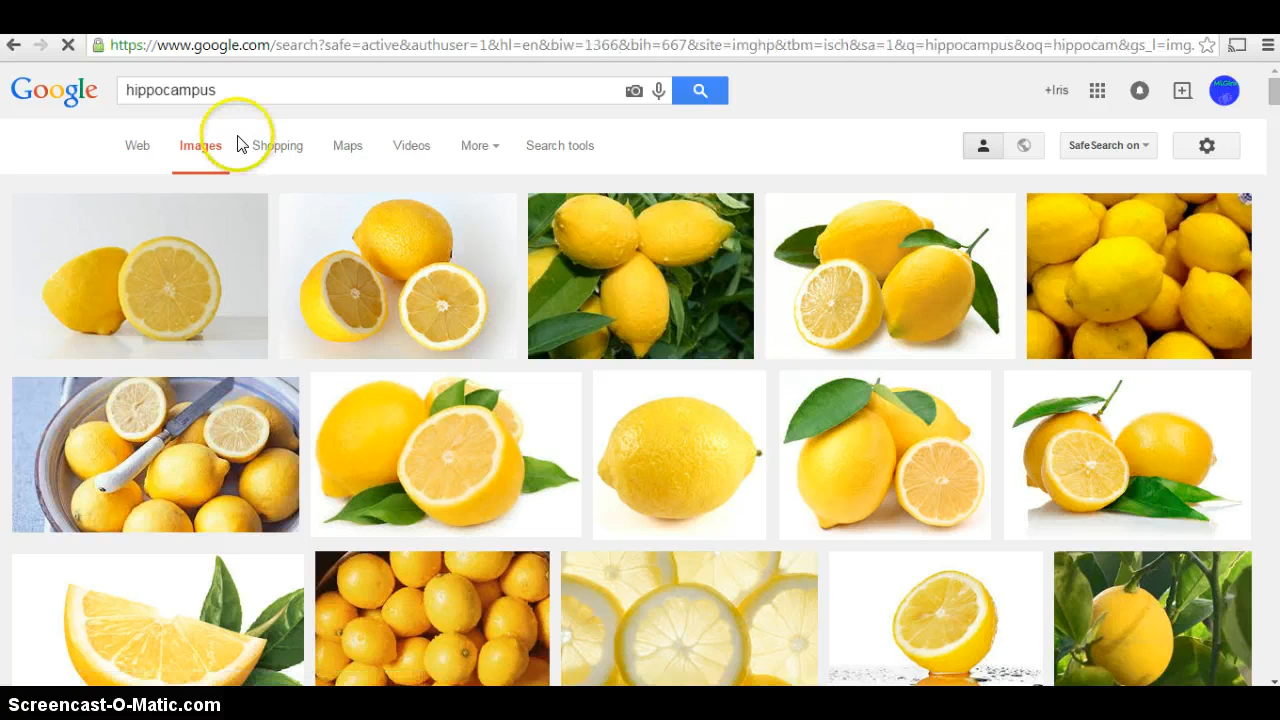 https://www.google.com/search?safe=active&authuser=1&hl=en&biw=1366&bih=667&site=imghp&tbm=isch&sa=1&q=hippocampus&oq=hippocam&gs_l=img.
Google hippocampus +Iris
Web Images Shopping Maps Videos More Search tools SafeSearch on
Screencast-O-Matic.com